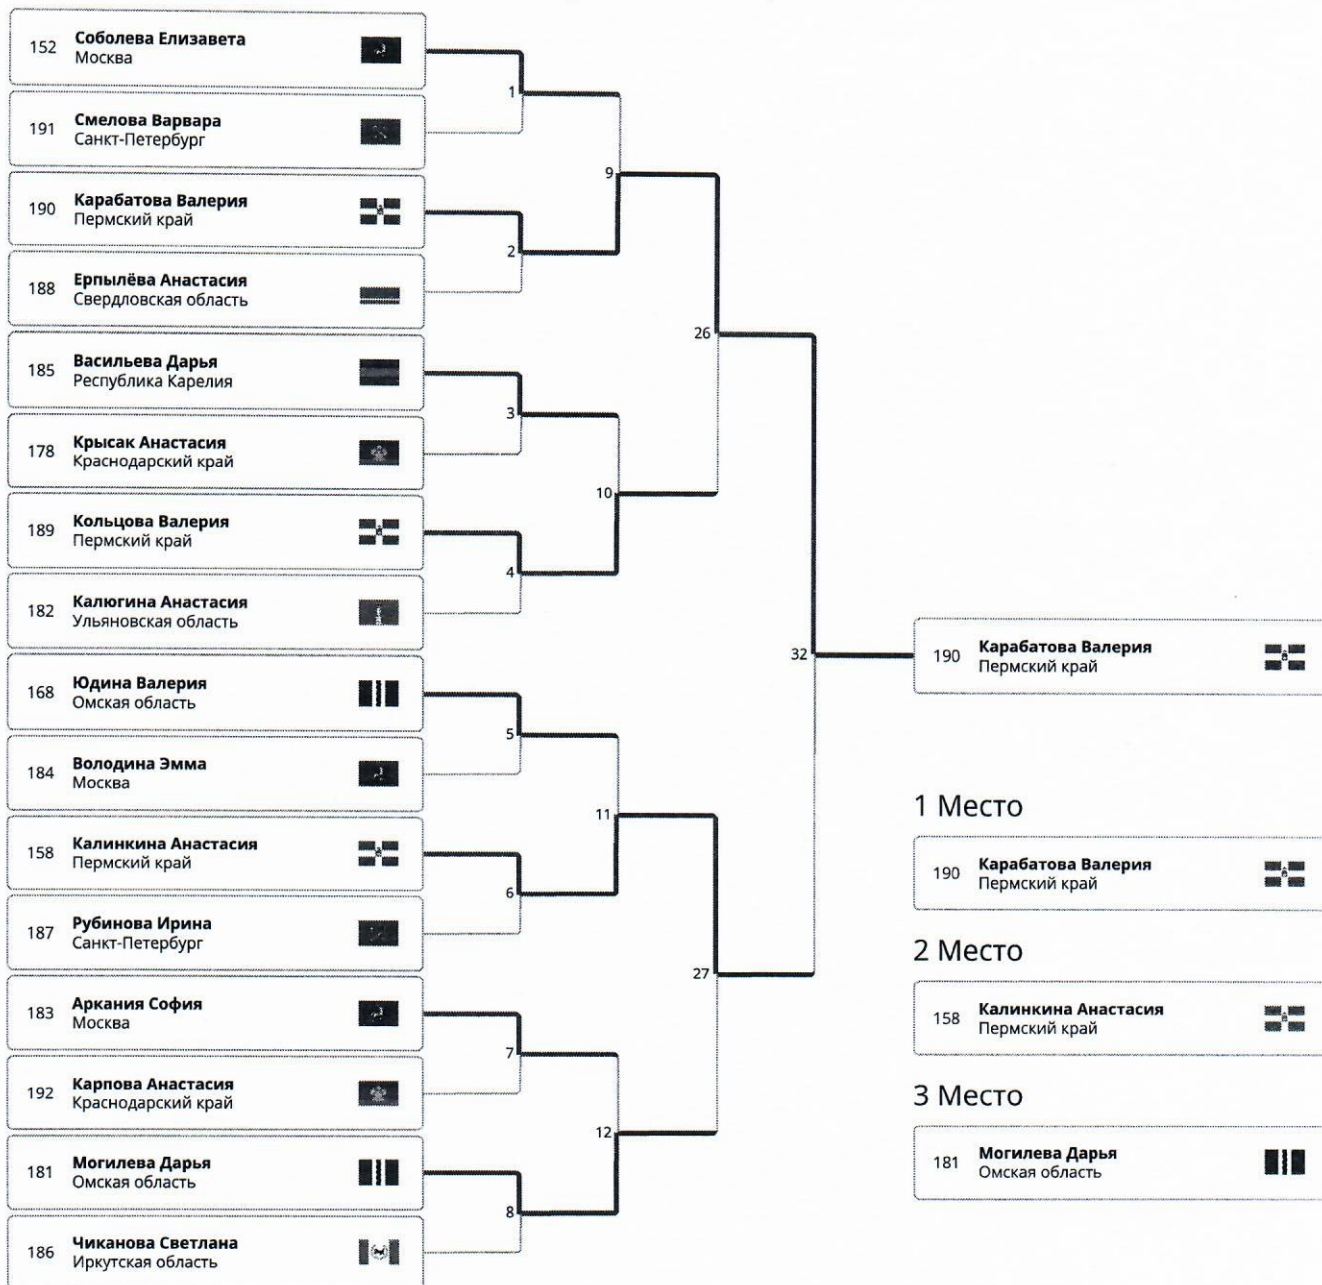 152 Соболева Елизавета
Москва
1
191 Смелова Варвара
Санкт-Петербург
9
190 Карабатова Валерия
Пермский край
2
188 Ерпылёва Анастасия
Свердловская область
26
185 Васильева Дарья
Республика Карелия
3
178 Крысак Анастасия
Краснодарский край
10
189 Кольцова Валерия
Пермский край
4
182 Калюгина Анастасия
Ульяновская область
32
190 Карабатова Валерия
Пермский край
168 Юдина Валерия
Омская область
5
184 Володина Эмма
Москва
11
158 Калинкина Анастасия
Пермский край
6
187 Рубинова Ирина
Санкт-Петербург
27
183 Аркания София
Москва
7
192 Карпова Анастасия
Краснодарский край
12
181 Могилева Дарья
Омская область
8
186 Чиканова Светлана
Иркутская область
1 Место
190 Карабатова Валерия
Пермский край
2 Место
158 Калинкина Анастасия
Пермский край
3 Место
181 Могилева Дарья
Омская область